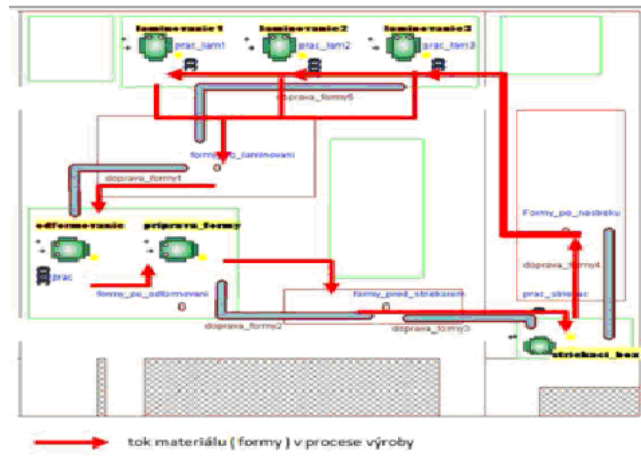 laminovanie1 laminovanie2 laminovanie3
prac_lam1 prac_lam2 prac_lam3
doprava_formy5
formy_po_laminovani
doprava_formy1
Formy_po_nastreku
odformovanie priprava_formy
doprava_formy4
prac
formy_po_odformovani formy_pred_striekanim prac_striekac
doprava_formy2 doprava_formy3
striekaci_box
tok materiálu ( formy ) v procese výroby